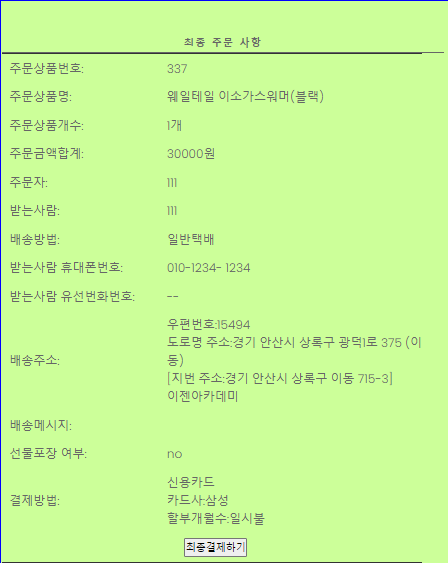 최종 주문 사항
주문상품번호: 337
주문상품명: 웨일테일 이소가스워머(블랙)
주문상품개수: 1개
주문금액합계: 30000원
주문자: 111
받는사람: 111
배송방법: 일반택배
받는사람 휴대폰번호: 010-1234- 1234
받는사람 유선번화번호: --
배송주소: 우편번호:15494
도로명 주소:경기 안산시 상록구 광덕1로 375 (이
동)
[지번 주소:경기 안산시 상록구 이동 715-3]
이젠아카데미
배송메시지:
선물포장 여부: no
결제방법: 신용카드
카드사:삼성
할부개월수:일시불
최종결제하기